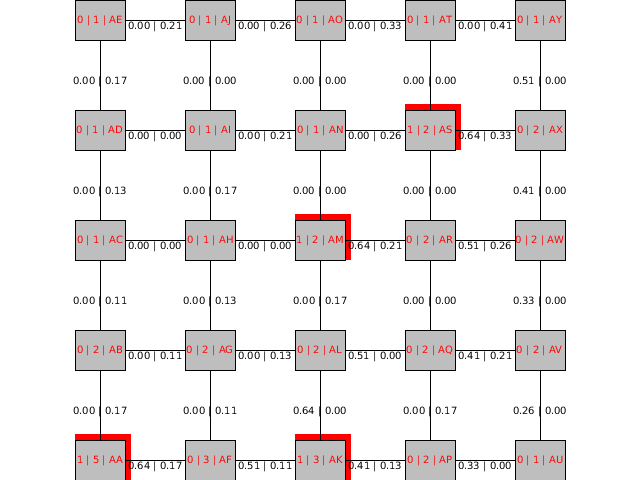 0 | 1 | AE 0.00 | 0.21 0 | 1 | AJ 0.00 | 0.26 0 | 1 | AO 0.00 | 0.33 0 | 1 | AT 0.00 | 0.41 0 | 1 | AY
0.00 | 0.17 0.00 | 0.00 0.00 | 0.00 0.00 | 0.00 0.51 | 0.00
0 | 1 | AD 0.00 | 0.00 0 | 1 | AI 0.00 | 0.21 0 | 1 | AN 0.00 | 0.26 1 | 2 | AS 0.64 | 0.33 0 | 2 | AX
0.00 | 0.13 0.00 | 0.17 0.00 | 0.00 0.00 | 0.00 0.41 | 0.00
0 | 1 | AC 0.00 | 0.00 0 | 1 | AH 0.00 | 0.00 1 | 2 | AM 0.64 | 0.21 0 | 2 | AR 0.51 | 0.26 0 | 2 | AW
0.00 | 0.11 0.00 | 0.13 0.00 | 0.17 0.00 | 0.00 0.33 | 0.00
0 | 2 | AB 0.00 | 0.11 0 | 2 | AG 0.00 | 0.13 0 | 2 | AL 0.51 | 0.00 0 | 2 | AQ 0.41 | 0.21 0 | 2 | AV
0.00 | 0.17 0.00 | 0.11 0.64 | 0.00 0.00 | 0.17 0.26 | 0.00
1 | 5 | AA 0.64 | 0.17 0 | 3 | AF 0.51 | 0.11 1 | 3 | AK 0.41 | 0.13 0 | 2 | AP 0.33 | 0.00 0 | 1 | AU